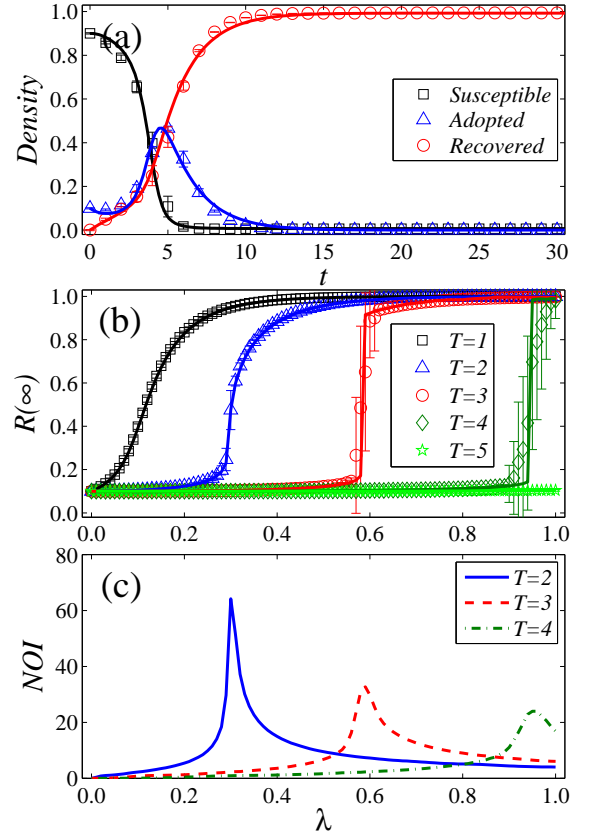 (a)
Density
1.0
0.8
0.6
0.4
0.2
0.0
Susceptible
Adopted
Recovered
0 5 10 15 20 25 30
t
(b)
R(∞)
1.0
0.8
0.6
0.4
0.2
0.0
T=1
T=2
T=3
T=4
T=5
0.0 0.2 0.4 0.6 0.8 1.0
(c)
NOI
80
60
40
20
0
T=2
T=3
T=4
0.0 0.2 0.4 0.6 0.8 1.0
λ